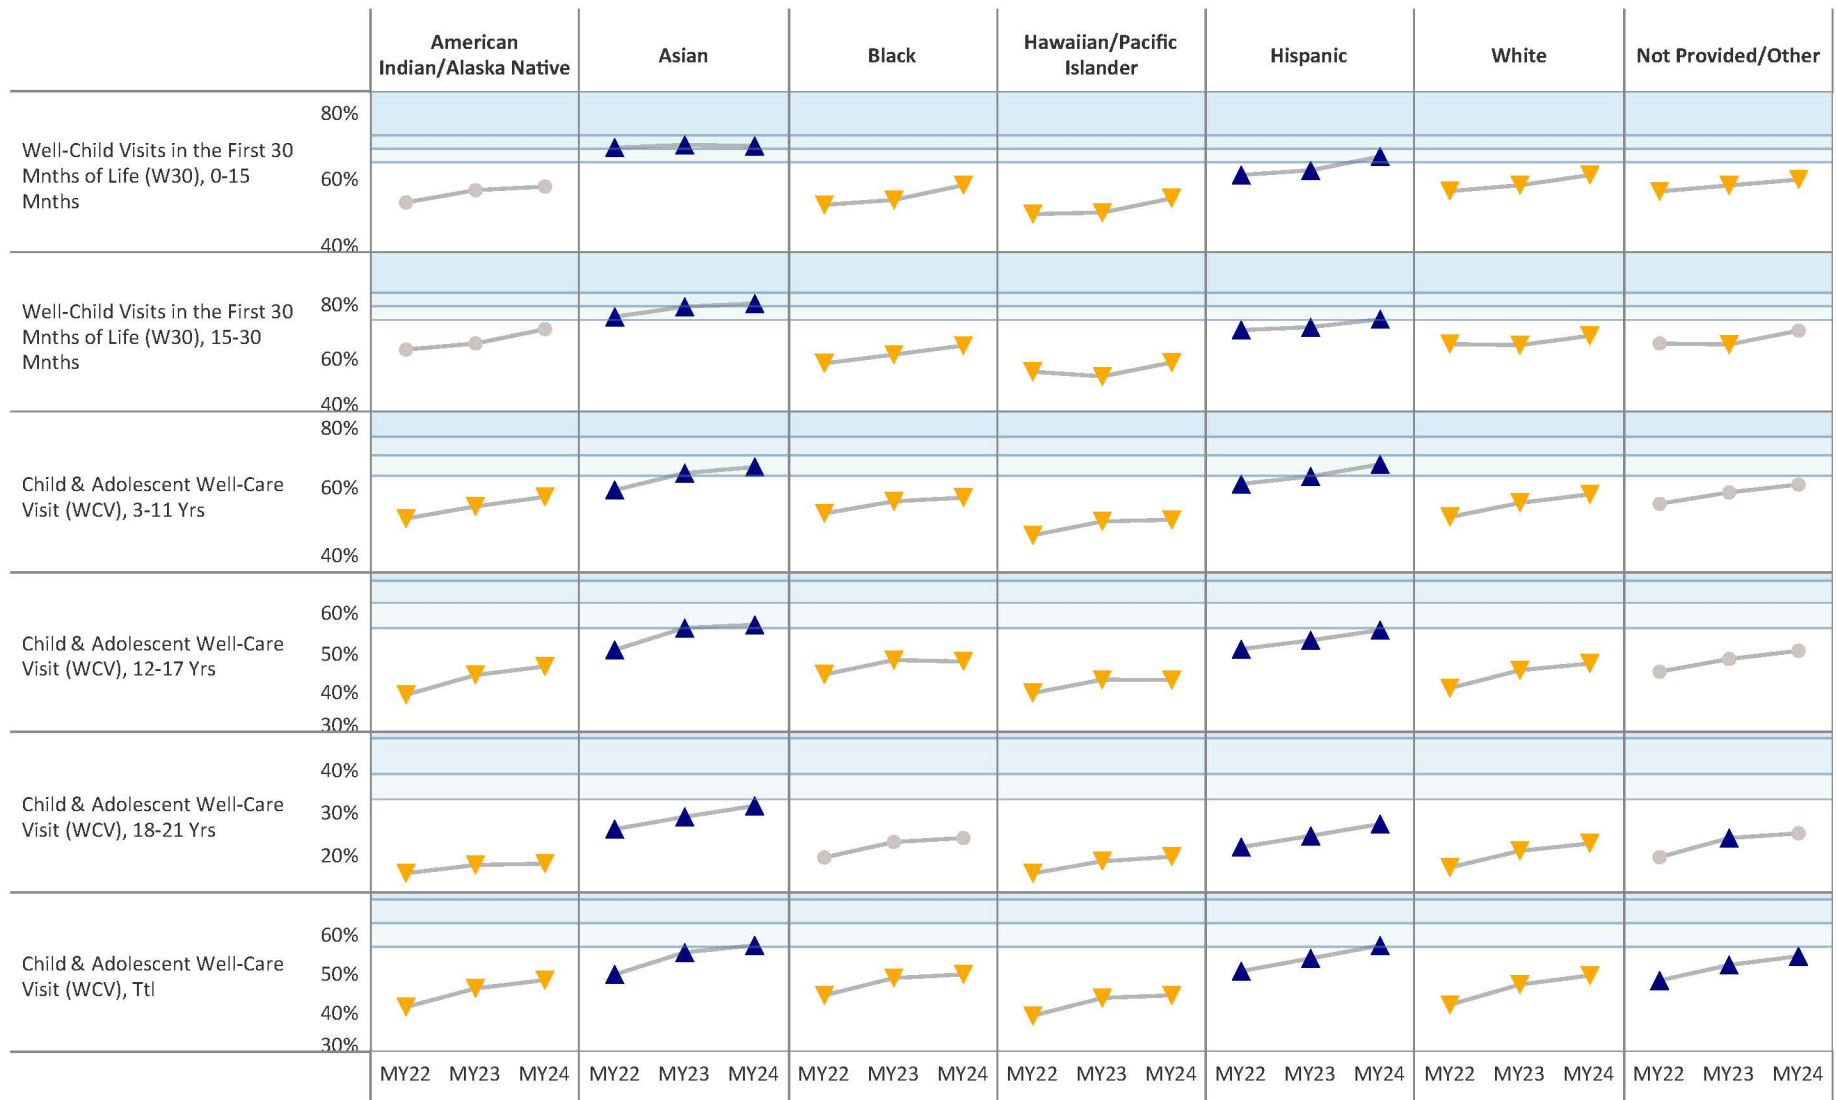 American
Indian/Alaska Native
Asian
Black
Hawaiian/Pacific
Islander
Hispanic
White
Not Provided/Other
Well-Child Visits in the First 30
Mnths of Life (W30), 0-15
Mnths
80%
60%
40%
Well-Child Visits in the First 30
Mnths of Life (W30), 15-30
Mnths
80%
60%
40%
Child & Adolescent Well-Care
Visit (WCV), 3-11 Yrs
80%
60%
40%
Child & Adolescent Well-Care
Visit (WCV), 12-17 Yrs
60%
50%
40%
30%
Child & Adolescent Well-Care
Visit (WCV), 18-21 Yrs
40%
30%
20%
Child & Adolescent Well-Care
Visit (WCV), Ttl
60%
50%
40%
30%
MY22 MY23 MY24 MY22 MY23 MY24 MY22 MY23 MY24 MY22 MY23 MY24 MY22 MY23 MY24 MY22 MY23 MY24 MY22 MY23 MY24